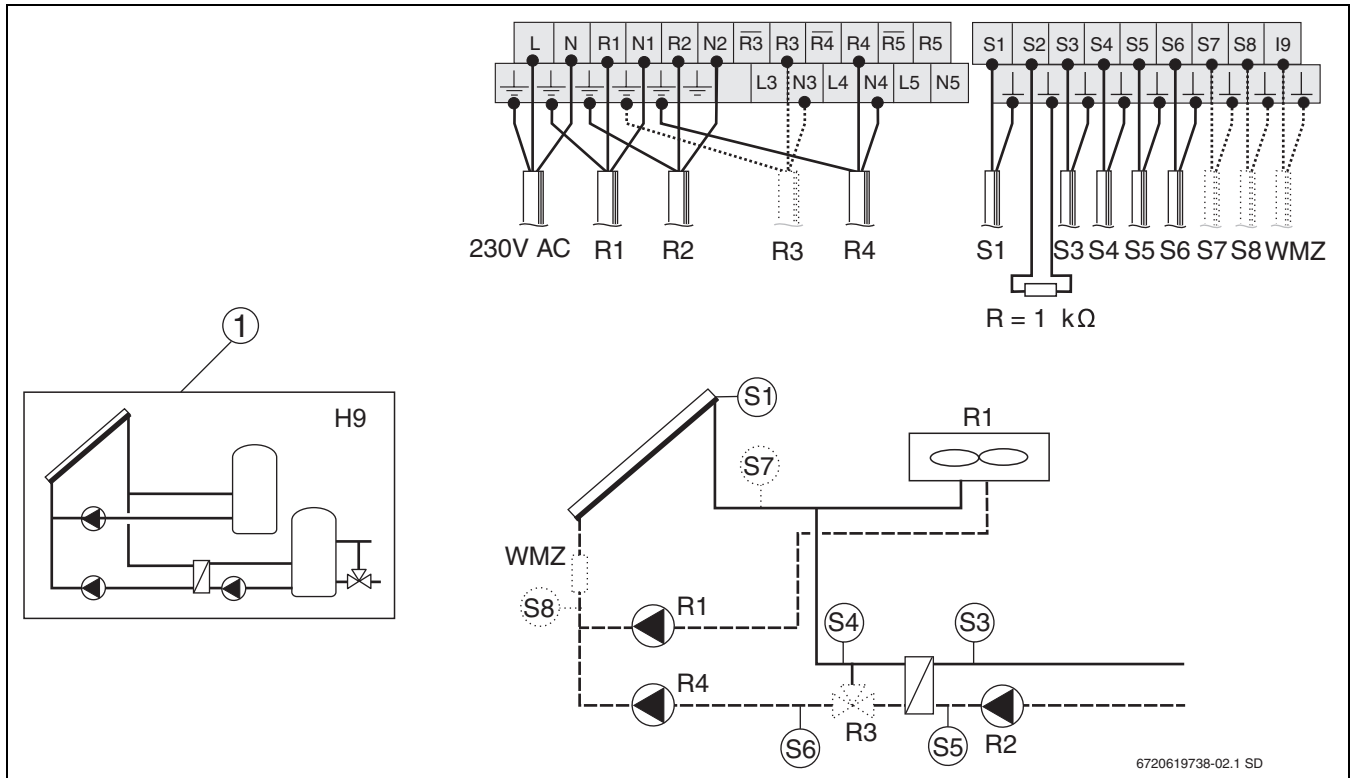 L N R1 N1 R2 N2 R̅3̅ R3 R̅4̅ R4 R̅5̅ R5
L3 N3 L4 N4 L5 N5
S1 S2 S3 S4 S5 S6 S7 S8 I9
230V AC R1 R2 R3 R4
S1 S3 S4 S5 S6 S7 S8 WMZ
R = 1 kΩ
1
H9
S1
R1
S7
WMZ
S8
R1
S4
S3
R4
R3
S6
S5
R2
6720619738-02.1 SD